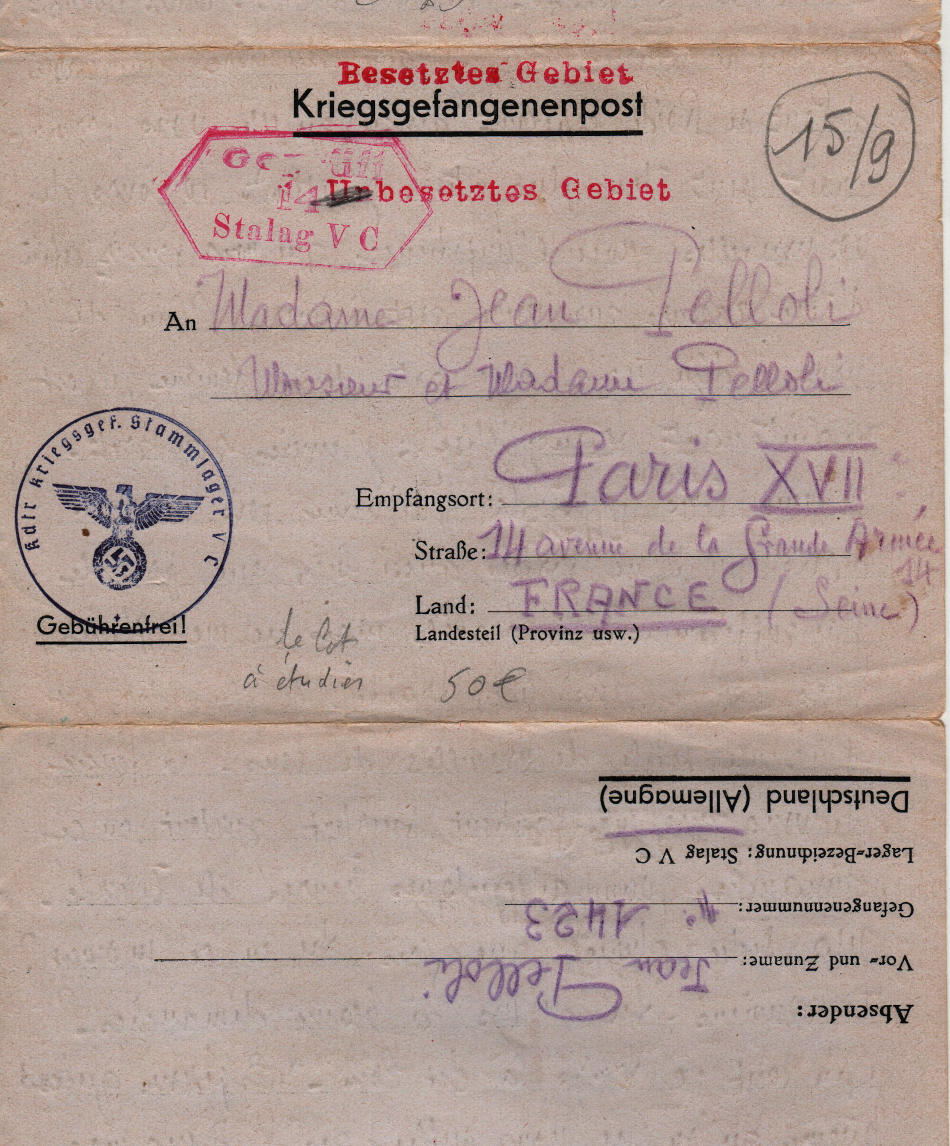 Besetztes Gebiet
Kriegsgefangenenpost
15/9
14
Unbesetztes Gebiet
Stalag V C
An Madame Jean Pelloli
Monsieur et Madame Pelloli
Kdtr Kriegsgef. Stammlager V C
Empfangsort: Paris XVII
Straße: 14 avenue de la Grande Armée
14
Land: FRANCE (Seine)
Landesteil (Provinz usw.)
Gebührenfrei!
le lot
à étudier 50€
Absender:
Vor- und Zuname: Jean Pelloli
Gefangenennummer: N° 1423
Lager-Bezeichnung: Stalag V C
Deutschland (Allemagne)